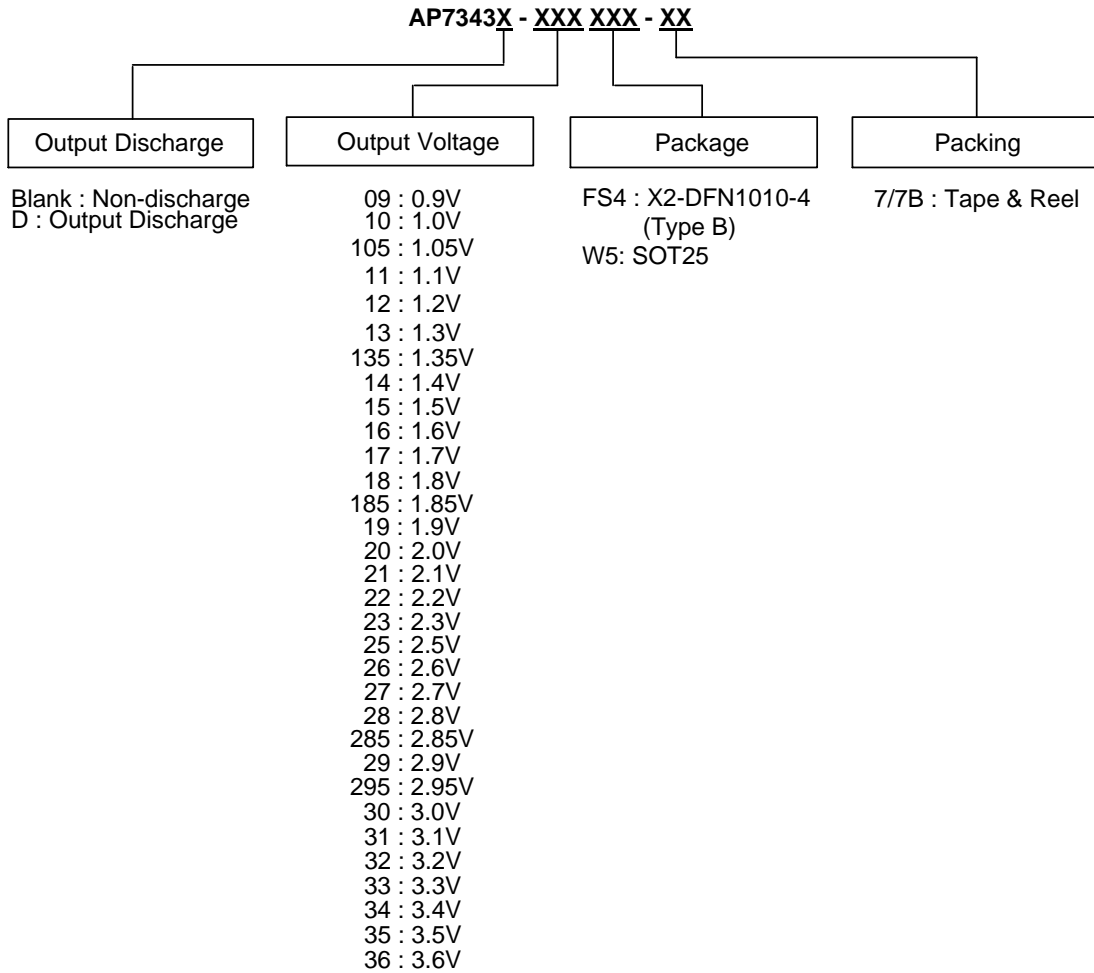 AP7343X - XXX XXX - XX
Output Discharge
Blank : Non-discharge
D : Output Discharge
Output Voltage
09 : 0.9V
10 : 1.0V
105 : 1.05V
11 : 1.1V
12 : 1.2V
13 : 1.3V
135 : 1.35V
14 : 1.4V
15 : 1.5V
16 : 1.6V
17 : 1.7V
18 : 1.8V
185 : 1.85V
19 : 1.9V
20 : 2.0V
21 : 2.1V
22 : 2.2V
23 : 2.3V
25 : 2.5V
26 : 2.6V
27 : 2.7V
28 : 2.8V
285 : 2.85V
29 : 2.9V
295 : 2.95V
30 : 3.0V
31 : 3.1V
32 : 3.2V
33 : 3.3V
34 : 3.4V
35 : 3.5V
36 : 3.6V
Package
FS4 : X2-DFN1010-4
(Type B)
W5: SOT25
Packing
7/7B : Tape & Reel